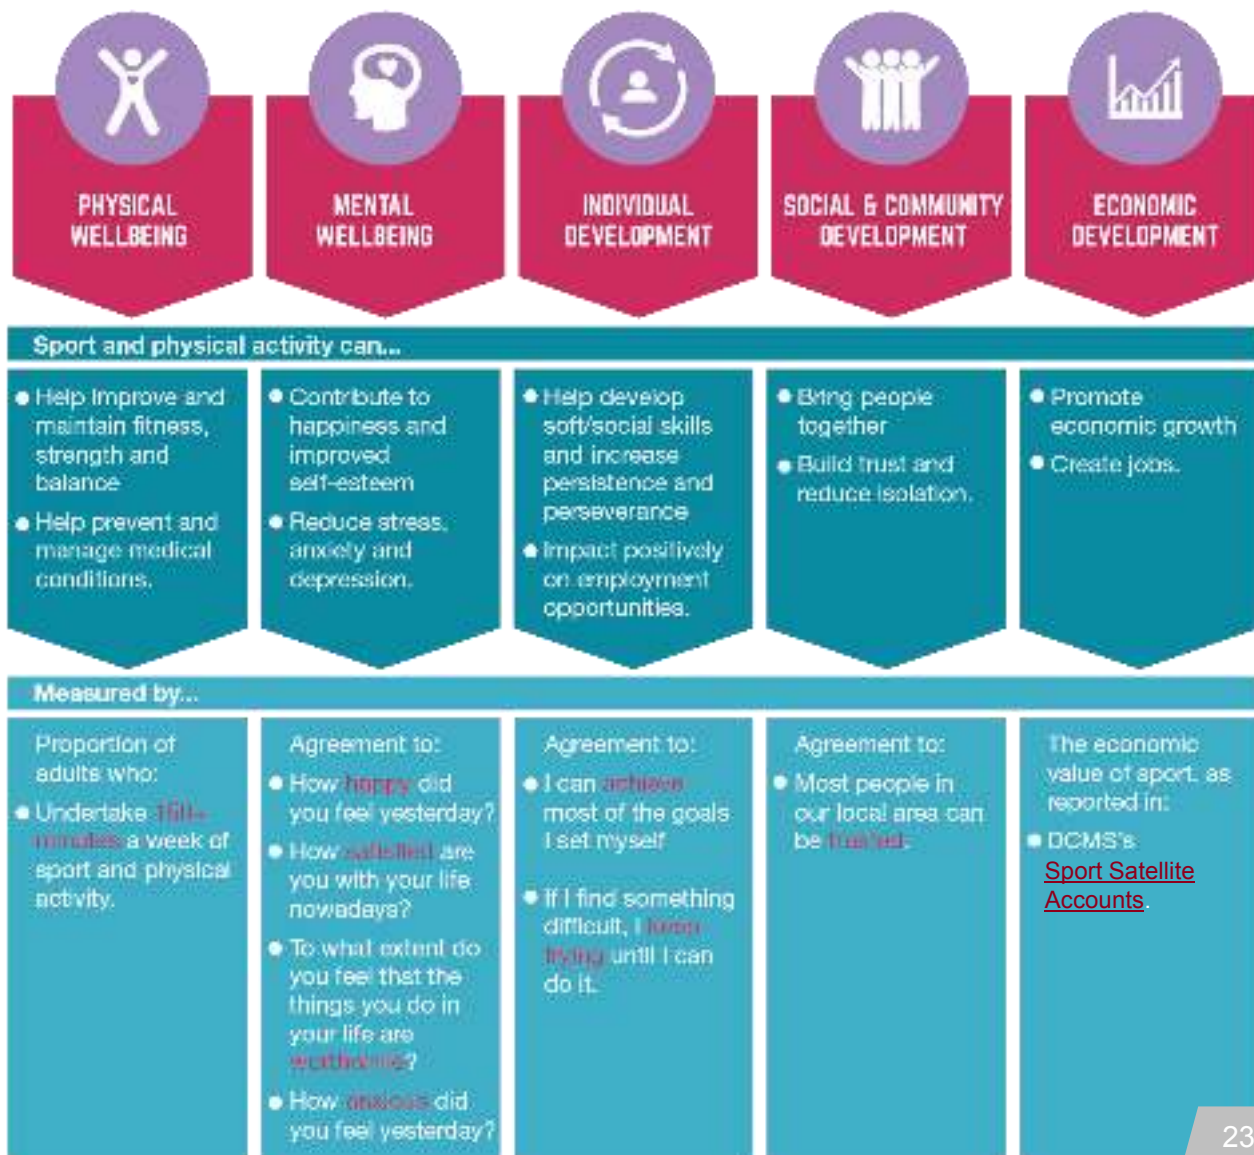 PHYSICAL
WELLBEING
MENTAL
WELLBEING
INDIVIDUAL
DEVELOPMENT
SOCIAL & COMMUNITY
DEVELOPMENT
ECONOMIC
DEVELOPMENT
Sport and physical activity can...
● Help improve and
maintain fitness,
strength and
balance
● Help prevent and
manage medical
conditions.
● Contribute to
happiness and
improved
self-esteem
● Reduce stress,
anxiety and
depression.
● Help develop
soft/social skills
and increase
persistence and
perseverance
● Impact positively
on employment
opportunities.
● Bring people
together
● Build trust and
reduce isolation.
● Promote
economic growth
● Create jobs.
Measured by...
Proportion of
adults who:
● Undertake 150+
minutes a week of
sport and physical
activity.
Agreement to:
● How happy did
you feel yesterday?
● How satisfied are
you with your life
nowadays?
● To what extent do
you feel that the
things you do in
your life are
worthwhile?
● How anxious did
you feel yesterday?
Agreement to:
● I can achieve
most of the goals
I set myself
● If I find something
difficult, I keep
trying until I can
do it.
Agreement to:
● Most people in
our local area can
be trusted.
The economic
value of sport, as
reported in:
● DCMS's
Sport Satellite
Accounts.
23